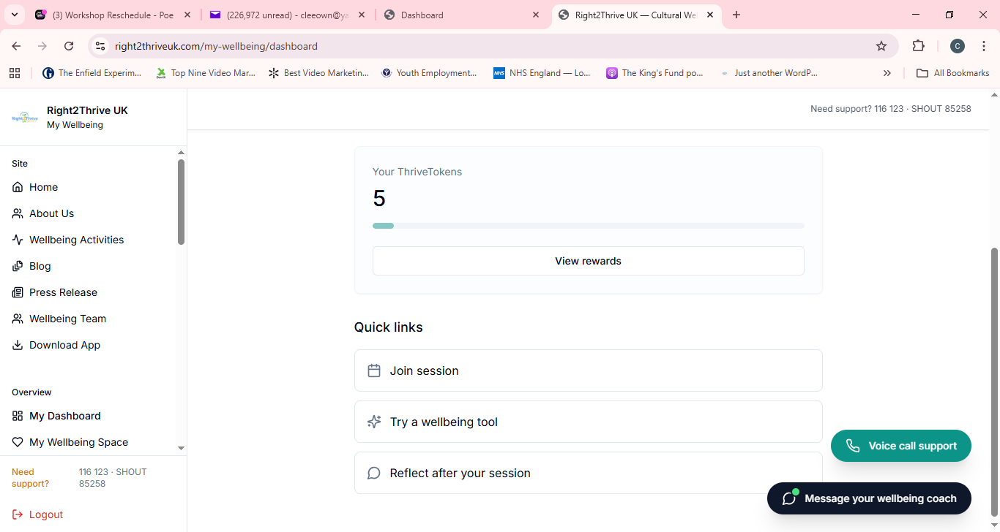 (3) Workshop Reschedule - Poe
(226,972 unread) - cleeown@ya
Dashboard
Right2Thrive UK — Cultural We
right2thriveuk.com/my-wellbeing/dashboard
C
The Enfield Experim...
Top Nine Video Mar...
Best Video Marketin...
Youth Employment...
NHS England — Lo...
The King's Fund po...
Just another WordP...
All Bookmarks
Right2Thrive UK
My Wellbeing
Need support? 116 123 · SHOUT 85258
Site
Home
About Us
Wellbeing Activities
Blog
Press Release
Wellbeing Team
Download App
Overview
My Dashboard
My Wellbeing Space
Need support?
116 123 · SHOUT 85258
Logout
Your ThriveTokens
5
View rewards
Quick links
Join session
Try a wellbeing tool
Reflect after your session
Voice call support
Message your wellbeing coach